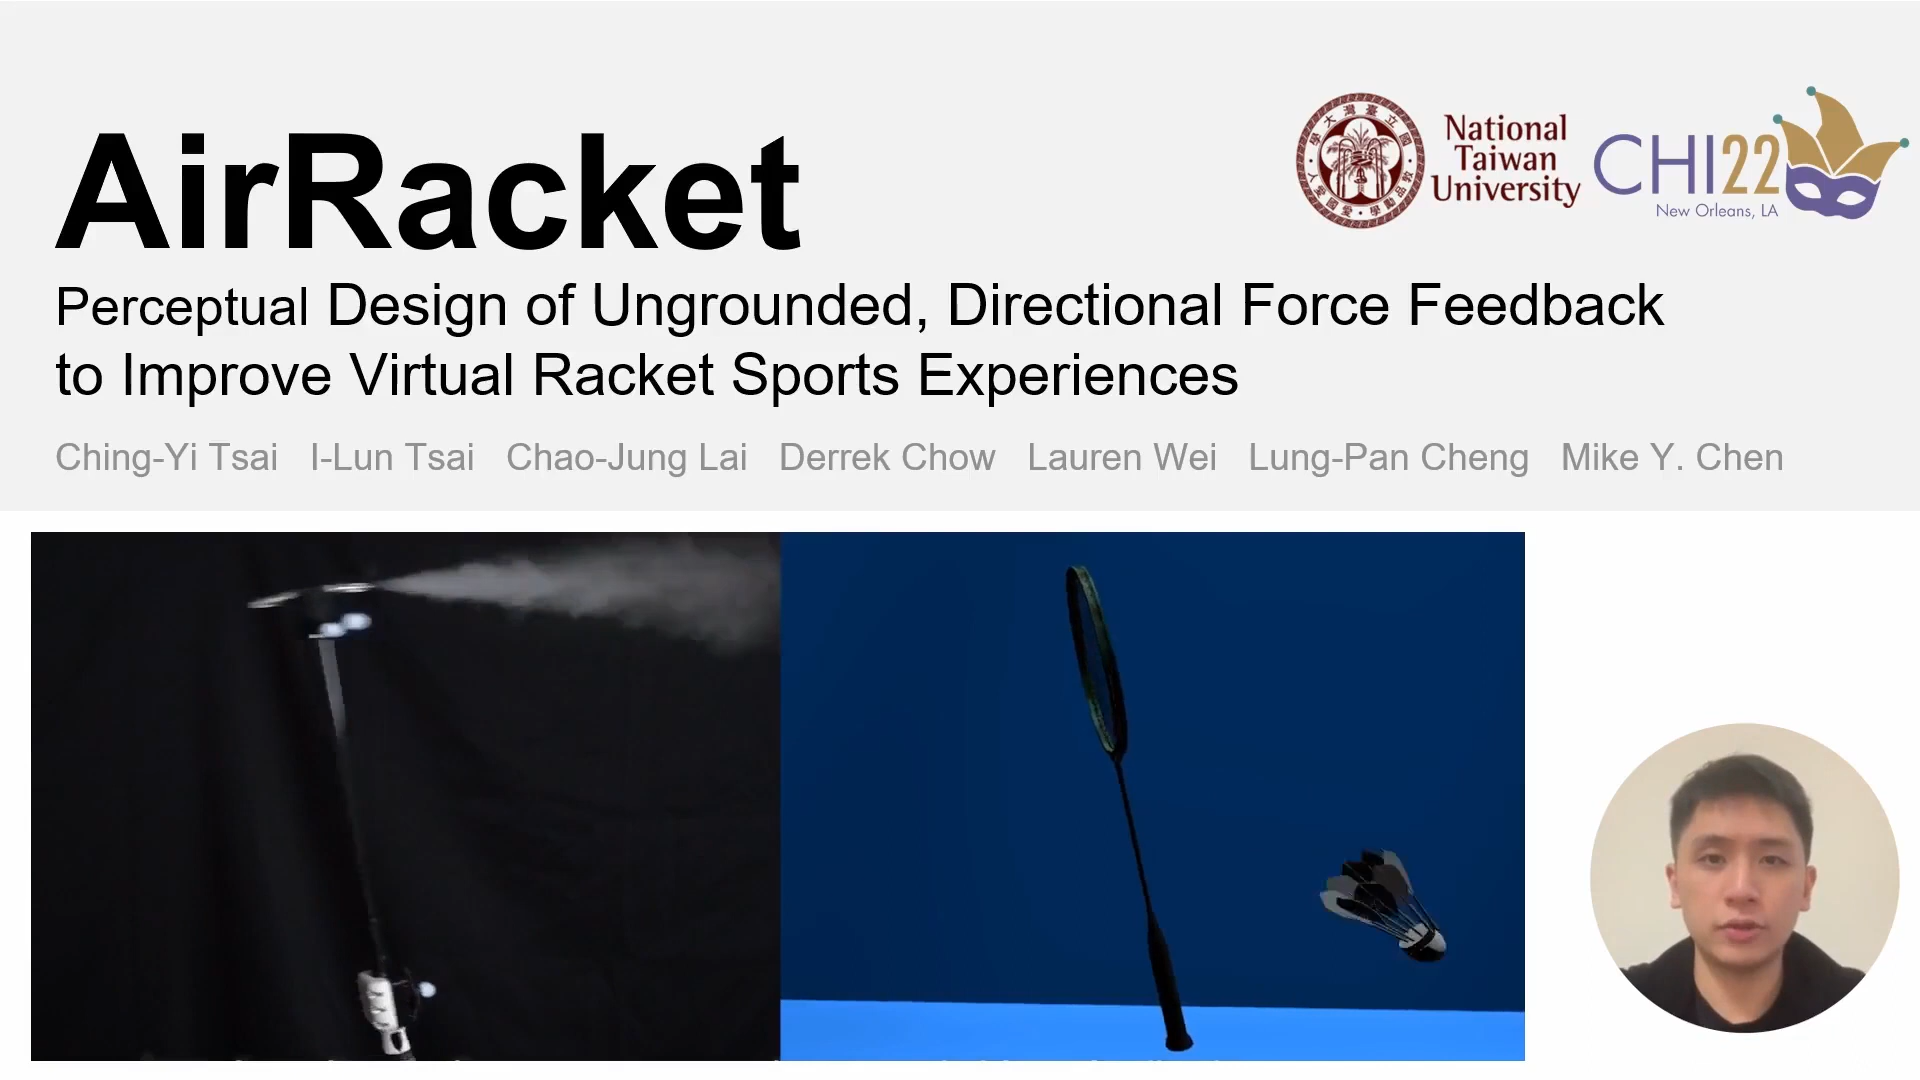 AirRacket
Perceptual Design of Ungrounded, Directional Force Feedback
to Improve Virtual Racket Sports Experiences
Ching-Yi Tsai I-Lun Tsai Chao-Jung Lai Derrek Chow Lauren Wei Lung-Pan Cheng Mike Y. Chen
National
Taiwan
University
CHI22
New Orleans, LA